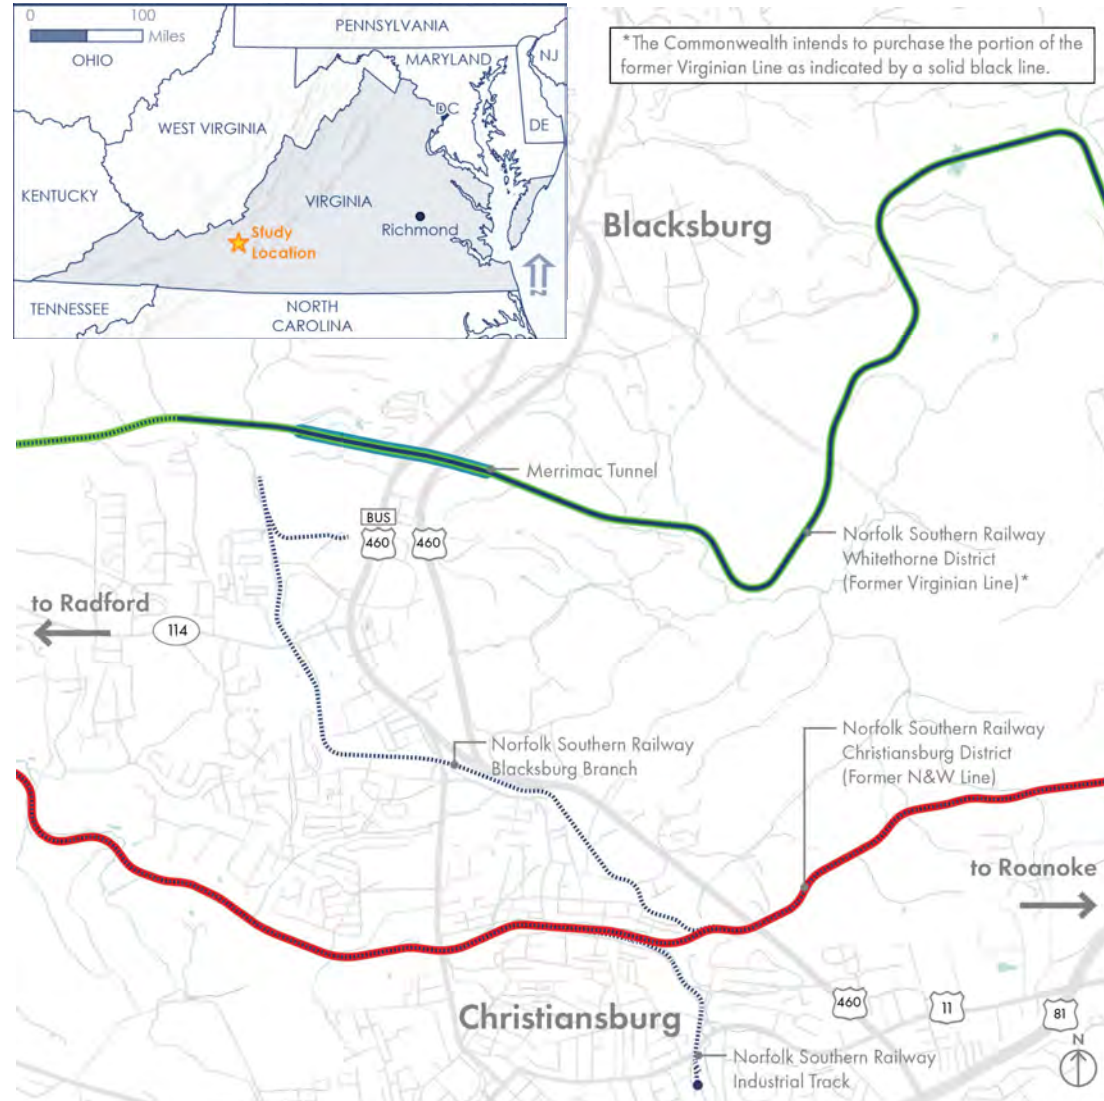 0
100
Miles
PENNSYLVANIA
OHIO
MARYLAND
NJ
DC
DE
WEST VIRGINIA
KENTUCKY
VIRGINIA
Richmond
Study
Location
TENNESSEE
NORTH
CAROLINA
N
*The Commonwealth intends to purchase the portion of the
former Virginian Line as indicated by a solid black line.
Blacksburg
Merrimac Tunnel
BUS
460
460
Norfolk Southern Railway
Whitethorne District
(Former Virginian Line)*
to Radford
114
Norfolk Southern Railway
Blacksburg Branch
Norfolk Southern Railway
Christiansburg District
(Former N&W Line)
to Roanoke
Christiansburg
460
11
81
N
Norfolk Southern Railway
Industrial Track